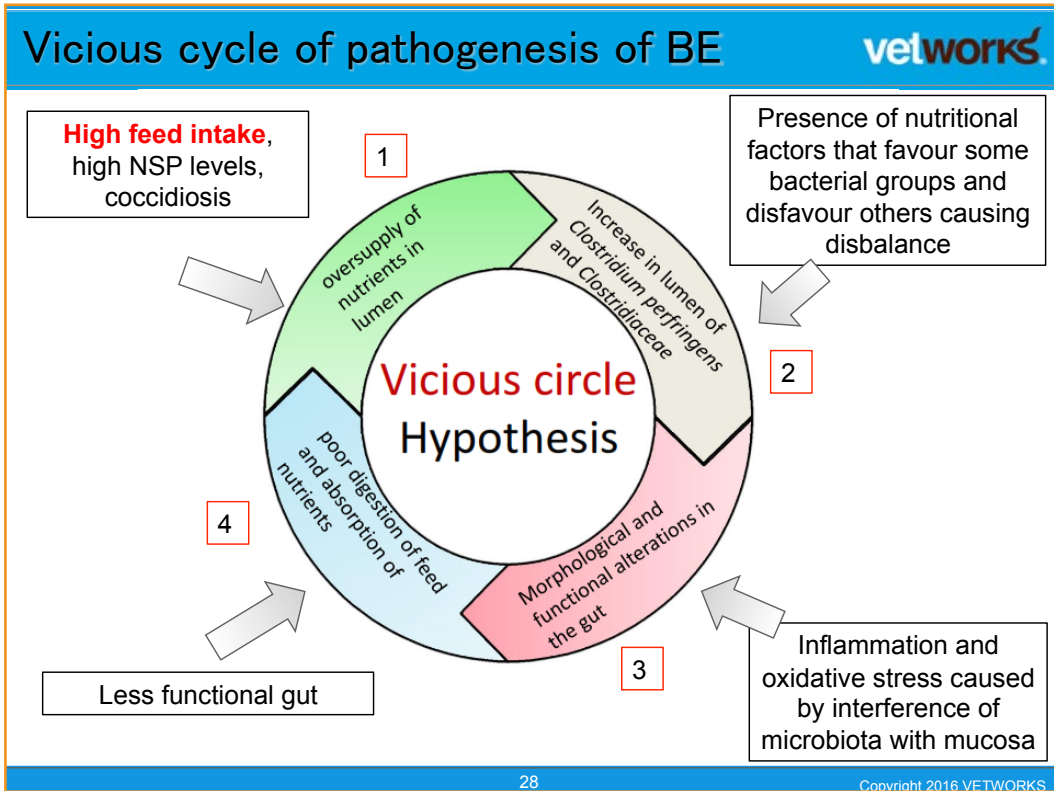 Vicious cycle of pathogenesis of BE
vetworks.
High feed intake,
high NSP levels,
coccidiosis
1
Presence of nutritional
factors that favour some
bacterial groups and
disfavour others causing
disbalance
oversupply of
nutrients in
lumen
Increase in lumen of
Clostridium perfringens
and Clostridiaceae
2
Vicious circle
Hypothesis
4
poor digestion of feed
and absorption of
nutrients
Morphological and
functional alterations in
the gut
3
Less functional gut
Inflammation and
oxidative stress caused
by interference of
microbiota with mucosa
28
Copyright 2016 VETWORKS